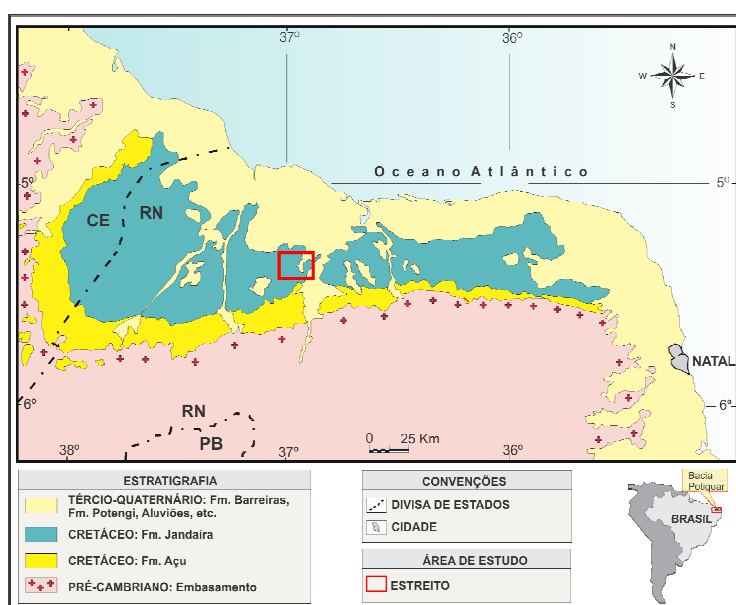 37º
36º
N
W
E
S
Oceano Atlântico
5º
5º
CE
RN
NATAL
6º
6º
RN
PB
38º
37º
36º
0
25 Km
ESTRATIGRAFIA
TÉRCIO-QUATERNÁRIO: Fm. Barreiras,
Fm. Potengi, Aluviões, etc.
CRETÁCEO: Fm. Jandaira
CRETÁCEO: Fm. Açu
PRÉ-CAMBRIANO: Embasamento
CONVENÇÕES
DIVISA DE ESTADOS
CIDADE
ÁREA DE ESTUDO
ESTREITO
Bacia
Potiguar
BRASIL